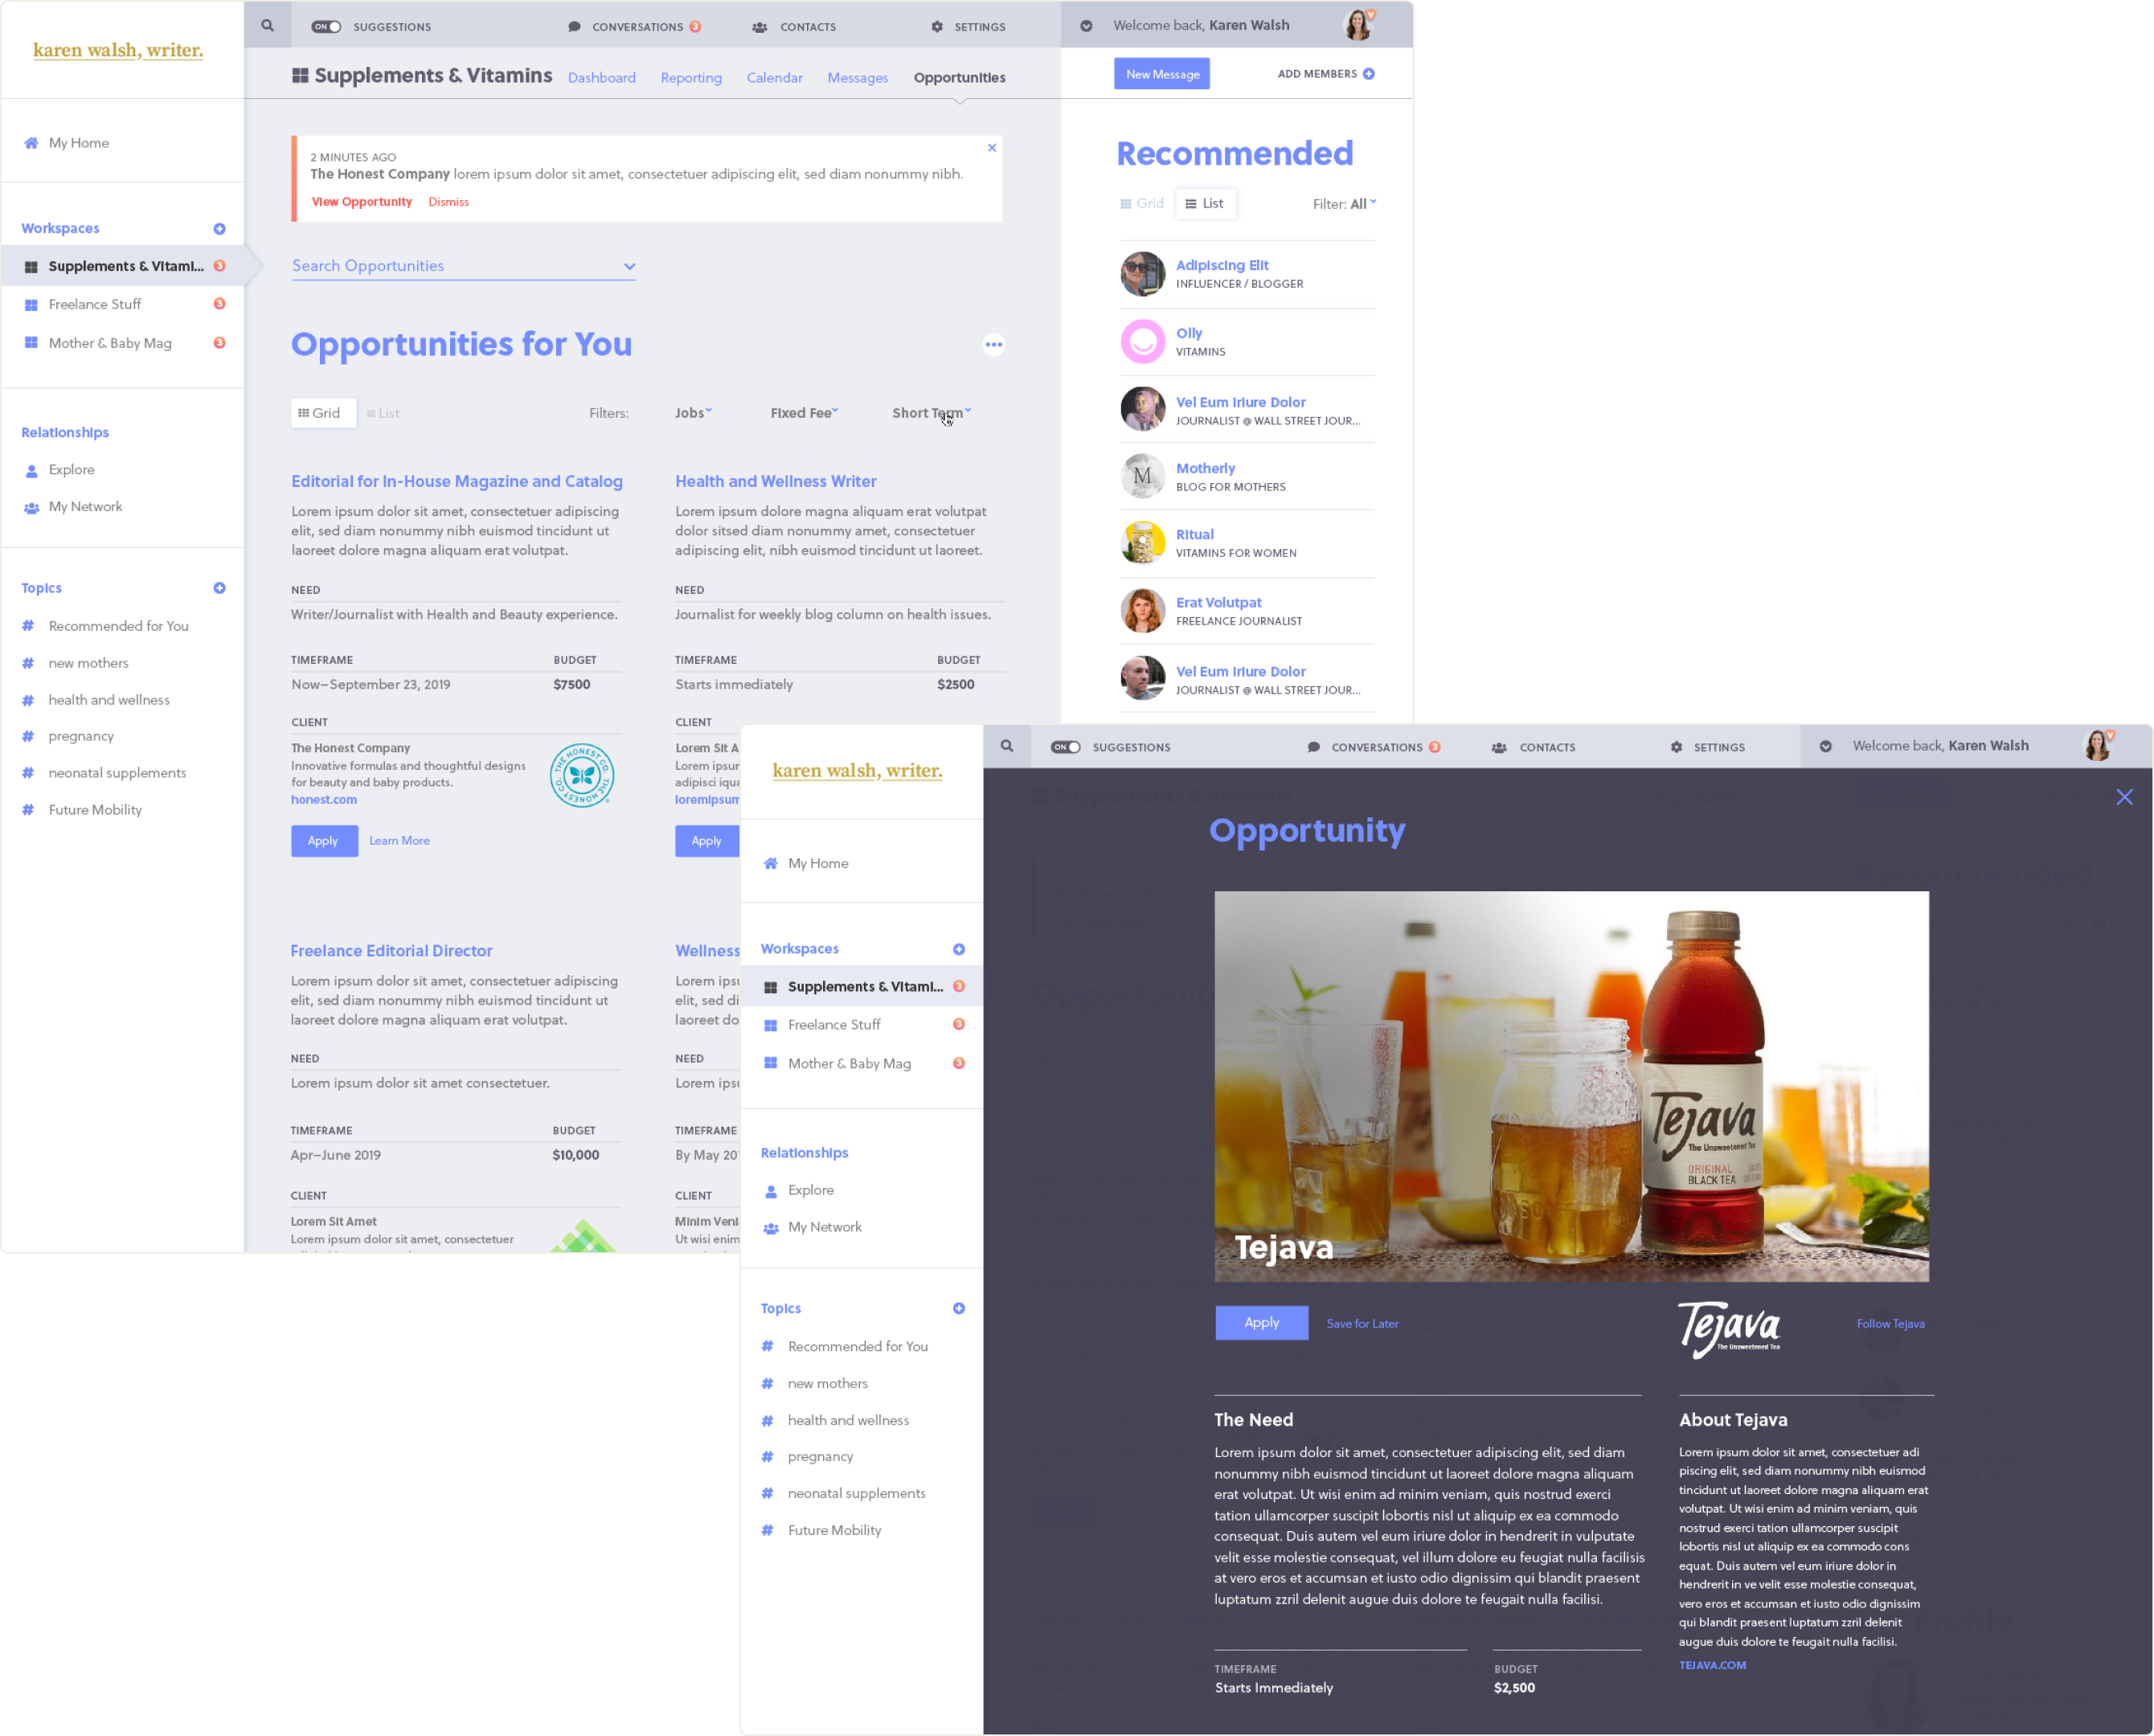 karen walsh, writer.
ON SUGGESTIONS
CONVERSATIONS 3
CONTACTS
SETTINGS
Welcome back, Karen Walsh
V
Supplements & Vitamins
Dashboard
Reporting
Calendar
Messages
Opportunities
New Message
ADD MEMBERS
My Home
Workspaces
Supplements & Vitami... 3
Freelance Stuff 3
Mother & Baby Mag 3
Relationships
Explore
My Network
Topics
# Recommended for You
# new mothers
# health and wellness
# pregnancy
# neonatal supplements
# Future Mobility
2 MINUTES AGO
The Honest Company lorem ipsum dolor sit amet, consectetuer adipiscing elit, sed diam nonummy nibh.
View Opportunity Dismiss
Search Opportunities
Opportunities for You
Grid List
Filters: Jobs Fixed Fee Short Term
Editorial for In-House Magazine and Catalog
Lorem ipsum dolor sit amet, consectetuer adipiscing
elit, sed diam nonummy nibh euismod tincidunt ut
laoreet dolore magna aliquam erat volutpat.
NEED
Writer/Journalist with Health and Beauty experience.
TIMEFRAME BUDGET
Now–September 23, 2019 $7500
CLIENT
The Honest Company
Innovative formulas and thoughtful designs
for beauty and baby products.
honest.com
THE HONEST CO. THE HONEST CO.
Apply Learn More
Health and Wellness Writer
Lorem ipsum dolore magna aliquam erat volutpat
dolor sitsed diam nonummy amet, consectetuer
adipiscing elit, nibh euismod tincidunt ut laoreet.
NEED
Journalist for weekly blog column on health issues.
TIMEFRAME BUDGET
Starts immediately $2500
CLIENT
Lorem Sit A
Lorem ipsur
adipisci iqua
loremipsum
Apply
Freelance Editorial Director
Lorem ipsum dolor sit amet, consectetuer adipiscing
elit, sed diam nonummy nibh euismod tincidunt ut
laoreet dolore magna aliquam erat volutpat.
NEED
Lorem ipsum dolor sit amet consectetuer.
TIMEFRAME BUDGET
Apr–June 2019 $10,000
CLIENT
Lorem Sit Amet
Lorem ipsum dolor sit amet, consectetuer
Wellness
Lorem ipsu
elit, sed di
laoreet do
NEED
Lorem ipsu
TIMEFRAME
By May 20
CLIENT
Minim Veni
Ut wisi enim
Recommended
Grid List
Filter: All
Adipiscing Elit
INFLUENCER / BLOGGER
Olly
VITAMINS
Vel Eum Iriure Dolor
JOURNALIST @ WALL STREET JOUR...
M
Motherly
BLOG FOR MOTHERS
Ritual
VITAMINS FOR WOMEN
Erat Volutpat
FREELANCE JOURNALIST
Vel Eum Iriure Dolor
JOURNALIST @ WALL STREET JOUR...
karen walsh, writer.
ON SUGGESTIONS
CONVERSATIONS 3
CONTACTS
SETTINGS
Welcome back, Karen Walsh
V
My Home
Workspaces
Supplements & Vitami... 3
Freelance Stuff 3
Mother & Baby Mag 3
Relationships
Explore
My Network
Topics
# Recommended for You
# new mothers
# health and wellness
# pregnancy
# neonatal supplements
# Future Mobility
Supplements & Vitamins
Recommended
Opportunity
Tejava
The Unsweetened Tea
ORIGINAL
BLACK TEA
MASON
Tejava
Apply
Save for Later
Tejava
The Unsweetened Tea
Follow Tejava
The Need
Lorem ipsum dolor sit amet, consectetuer adipiscing elit, sed diam
nonummy nibh euismod tincidunt ut laoreet dolore magna aliquam
erat volutpat. Ut wisi enim ad minim veniam, quis nostrud exerci
tation ullamcorper suscipit lobortis nisl ut aliquip ex ea commodo
consequat. Duis autem vel eum iriure dolor in hendrerit in vulputate
velit esse molestie consequat, vel illum dolore eu feugiat nulla facilisis
at vero eros et accumsan et iusto odio dignissim qui blandit praesent
luptatum zzril delenit augue duis dolore te feugait nulla facilisi.
TIMEFRAME
Starts Immediately
BUDGET
$2,500
About Tejava
Lorem ipsum dolor sit amet, consectetuer adi
piscing elit, sed diam nonummy nibh euismod
tincidunt ut laoreet dolore magna aliquam erat
volutpat. Ut wisi enim ad minim veniam, quis
nostrud exerci tation ullamcorper suscipit
lobortis nisl ut aliquip ex ea commodo cons
equat. Duis autem vel eum iriure dolor in
hendrerit in ve velit esse molestie consequat,
vero eros et accumsan et iusto odio dignissim
qui blandit praesent luptatum zzril delenit
augue duis dolore te feugait nulla facilisi.
TEJAVA.COM